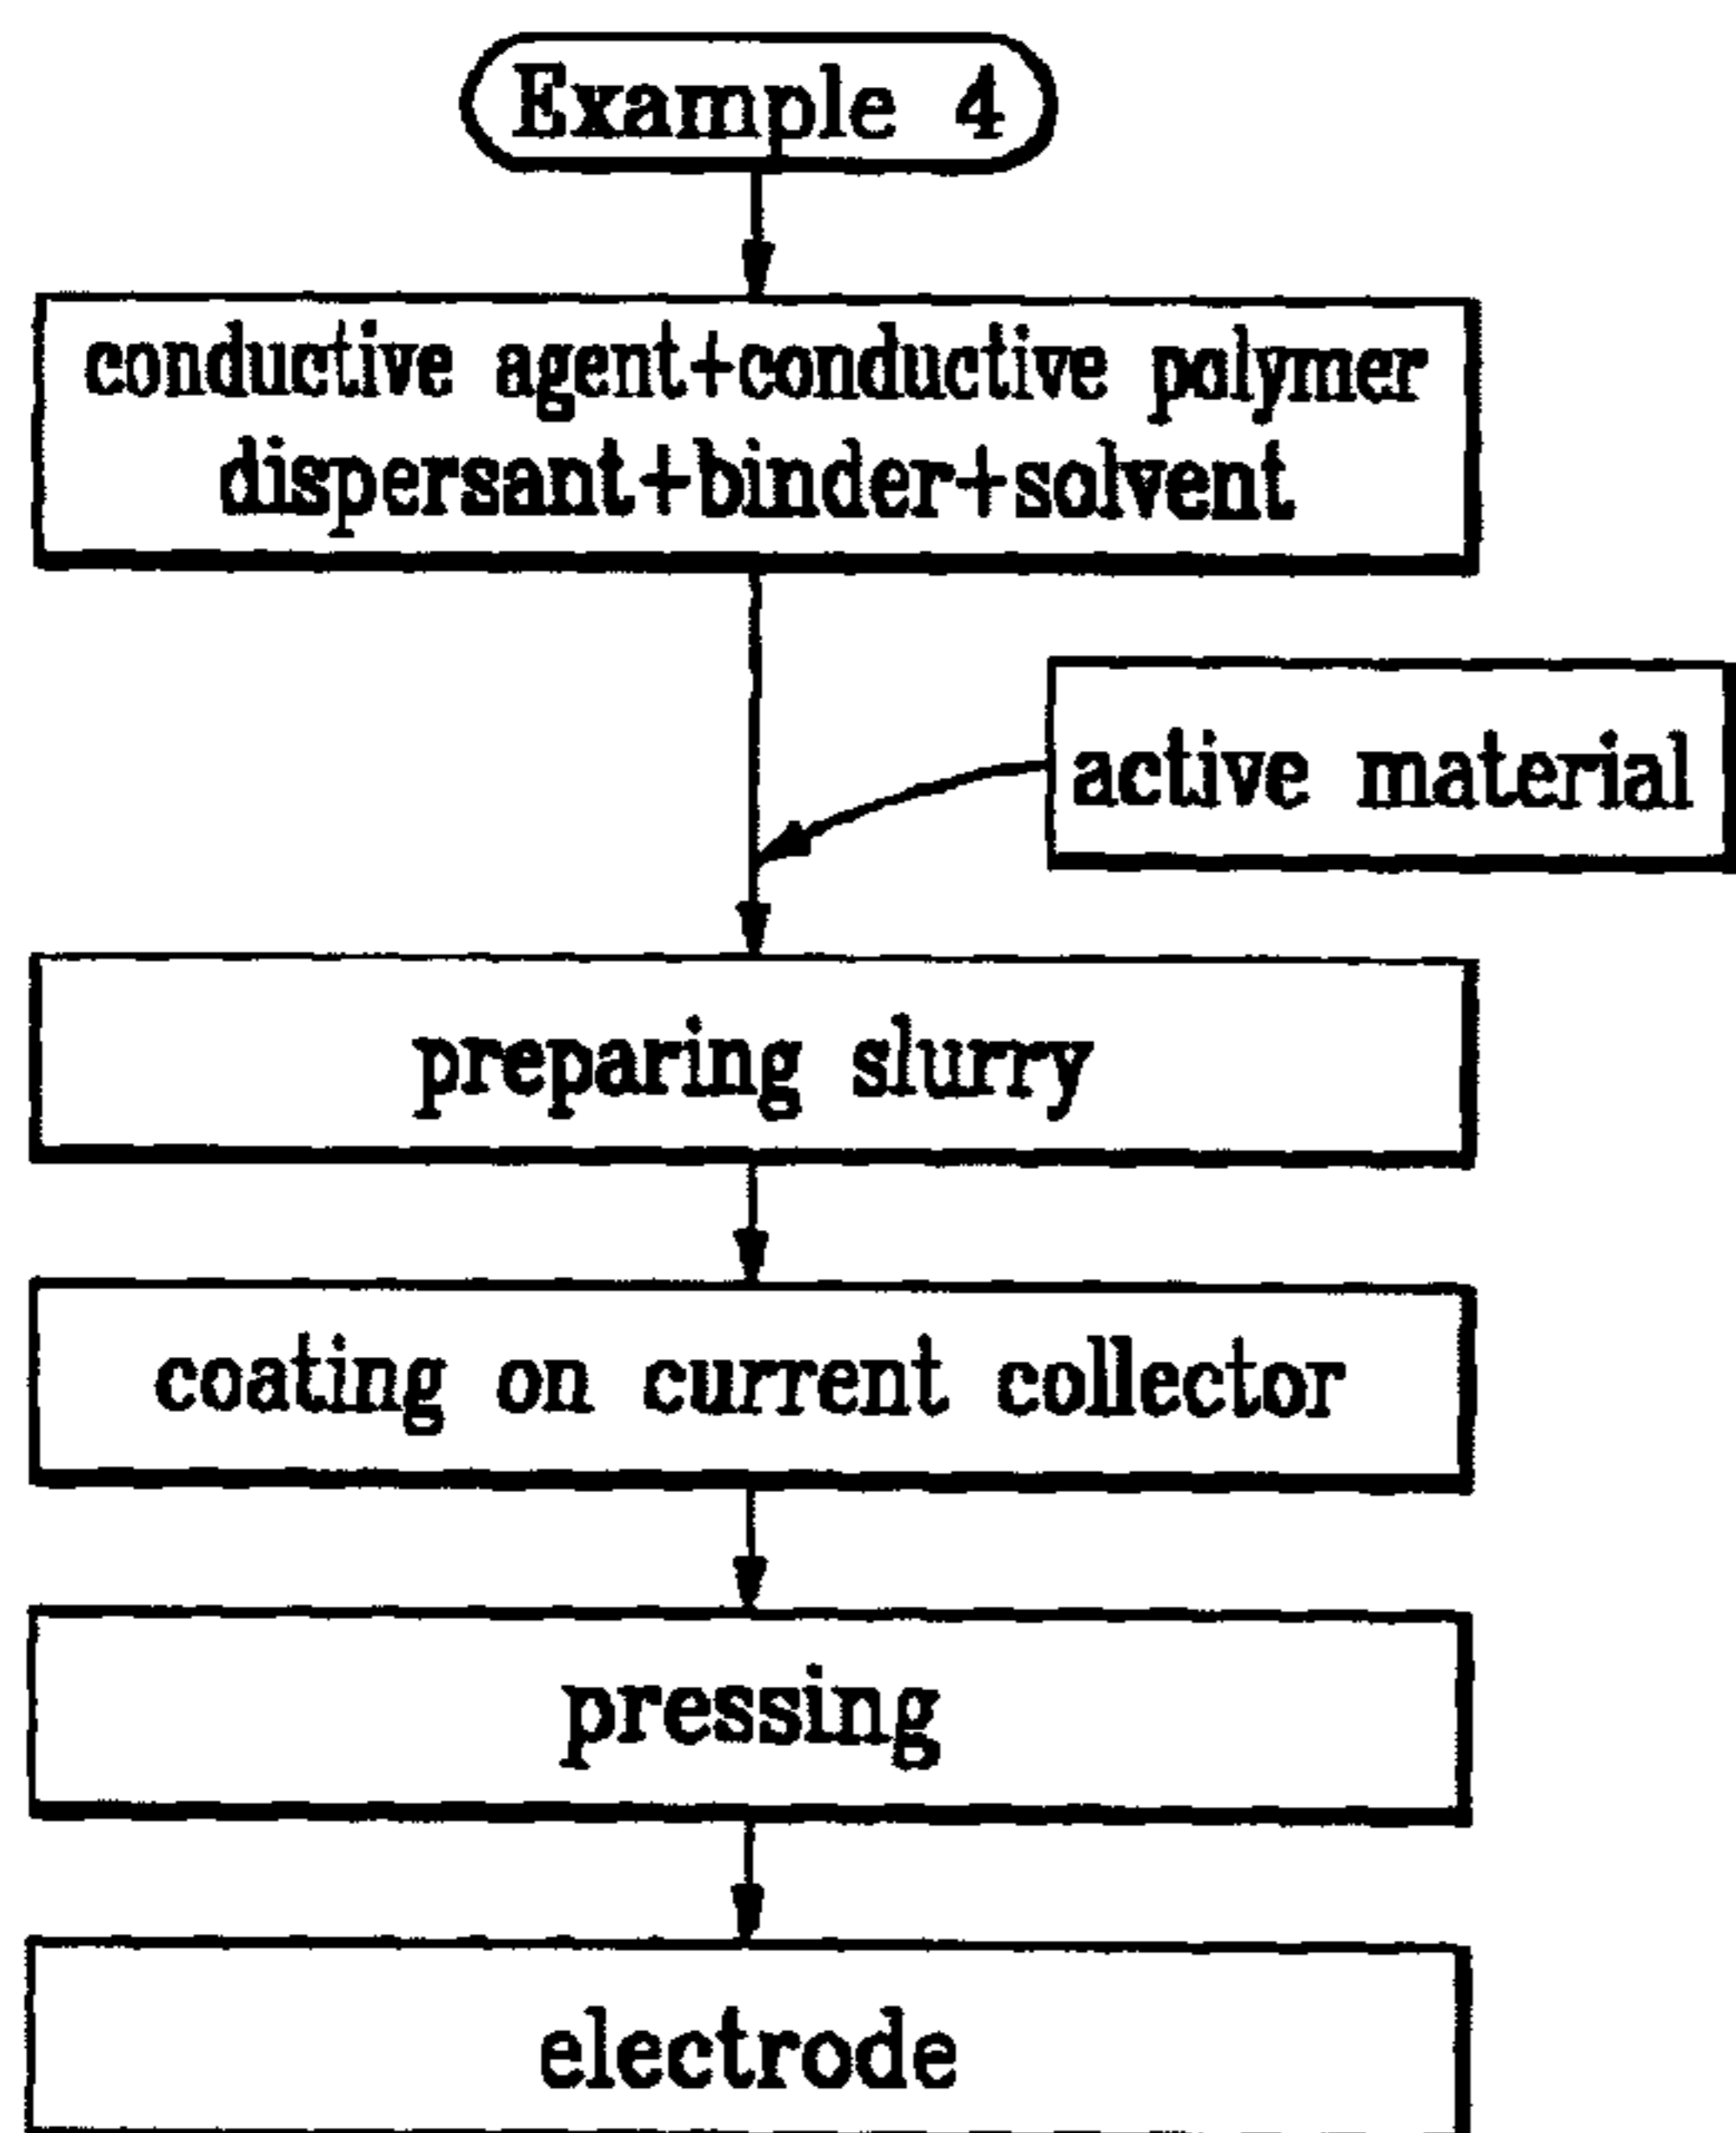 Example 4
conductive agent+conductive polymer
dispersant+binder+solvent
active material
preparing slurry
coating on current collector
pressing
electrode